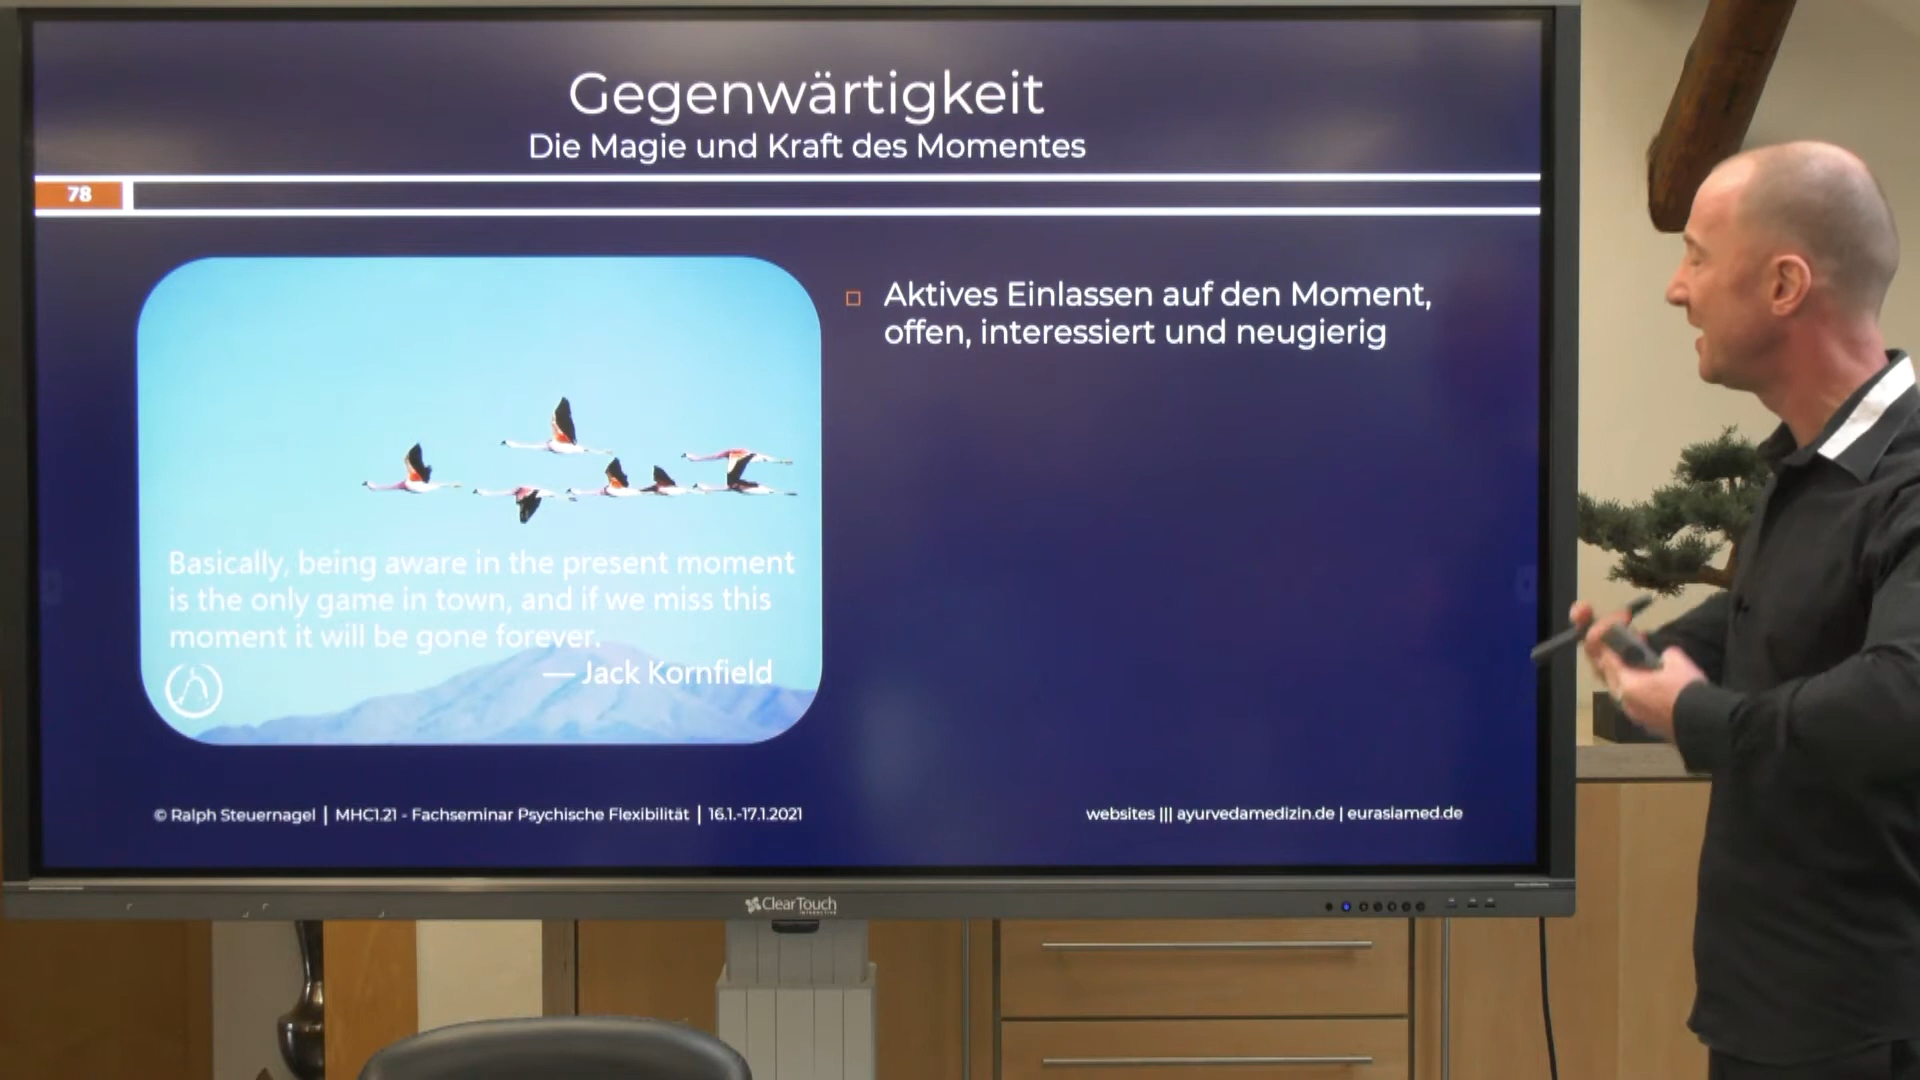 Gegenwärtigkeit
Die Magie und Kraft des Momentes
78
Aktives Einlassen auf den Moment,
offen, interessiert und neugierig
Basically, being aware in the present moment
is the only game in town, and if we miss this
moment it will be gone forever.
— Jack Kornfield
© Ralph Steuernagel | MHC1.21 - Fachseminar Psychische Flexibilität | 16.1.-17.1.2021
websites ||| ayurvedamedizin.de | eurasiamed.de
ClearTouch
INTERACTIVE